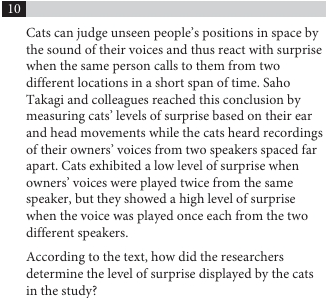 10
Cats can judge unseen people's positions in space by
the sound of their voices and thus react with surprise
when the same person calls to them from two
different locations in a short span of time. Saho
Takagi and colleagues reached this conclusion by
measuring cats' levels of surprise based on their ear
and head movements while the cats heard recordings
of their owners' voices from two speakers spaced far
apart. Cats exhibited a low level of surprise when
owners' voices were played twice from the same
speaker, but they showed a high level of surprise
when the voice was played once each from the two
different speakers.
According to the text, how did the researchers
determine the level of surprise displayed by the cats
in the study?